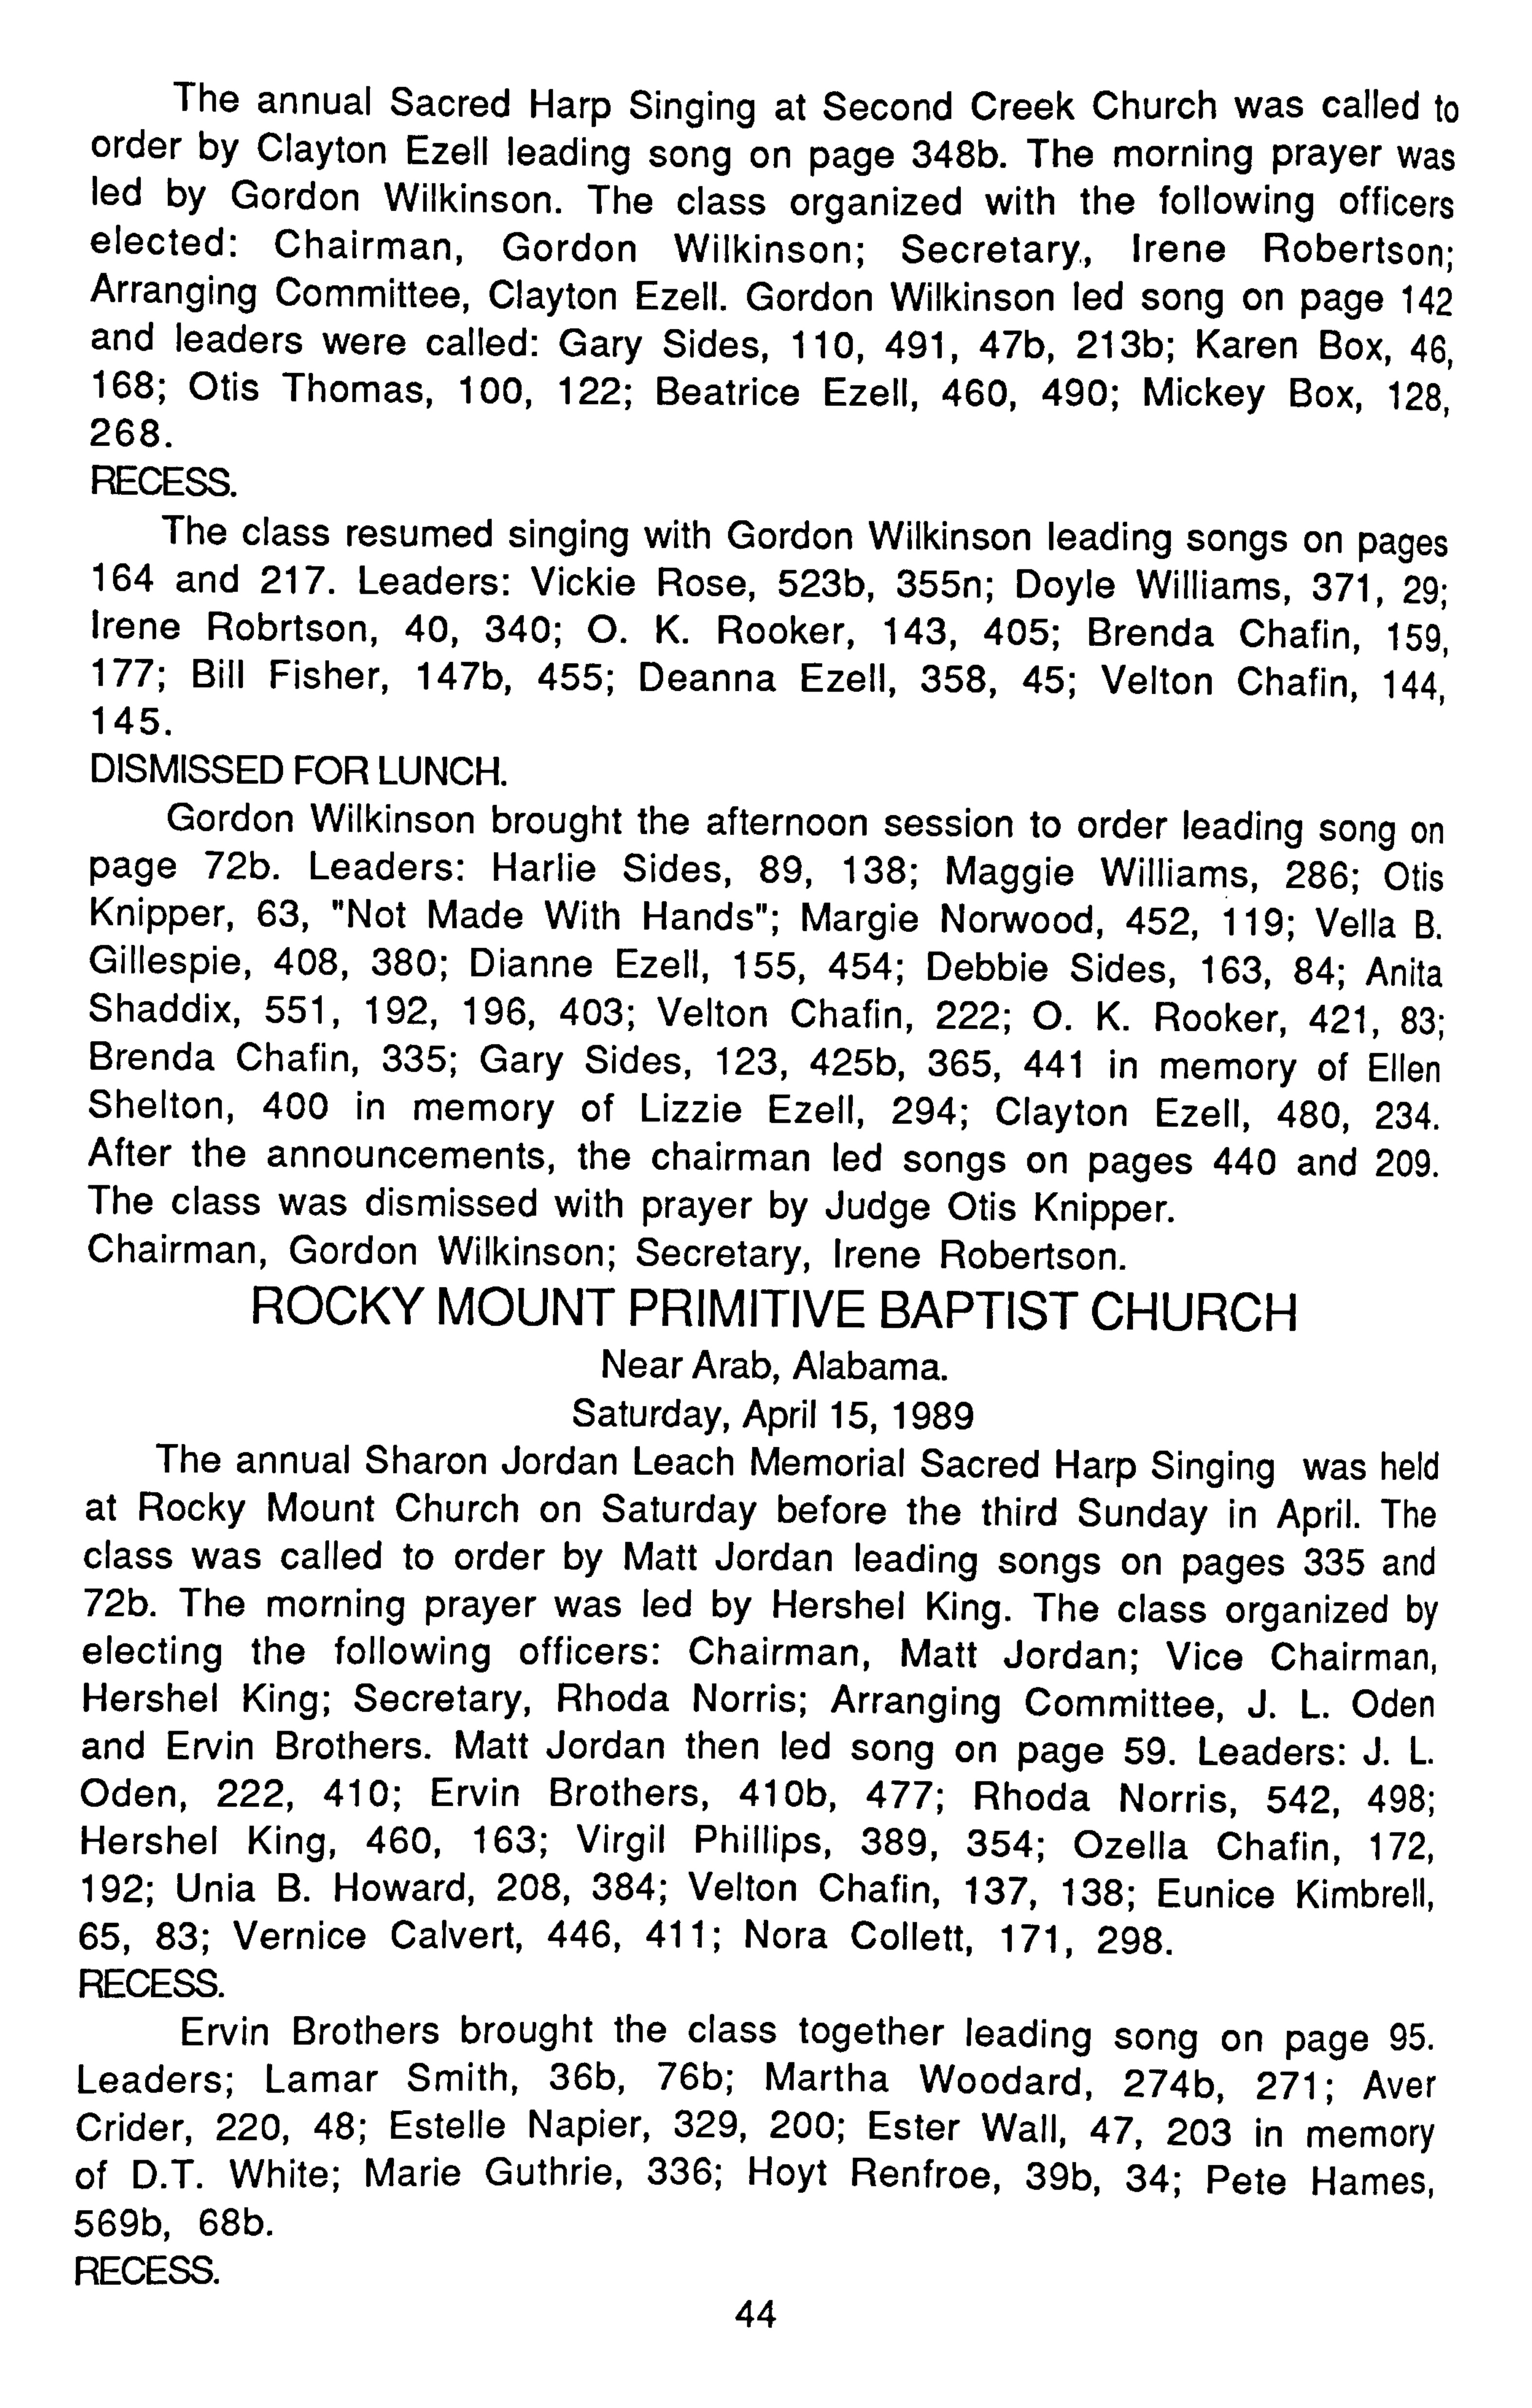 The annual Sacred Harp Singing at Second Creek Church was called to
order by Clayton Ezell leading song on page 348b. The morning prayer was
led by Gordon Wilkinson. The class organized with the following officers
elected: Chairman, Gordon Wilkinson; Secretary., Irene Robertson;
Arranging Committee, Clayton Ezell. Gordon Wilkinson led song on page 142
and leaders were called: Gary Sides, 110, 491, 47b, 213b; Karen Box, 46,
168; Otis Thomas, 100, 122; Beatrice Ezell, 460, 490; Mickey Box, 128,
268.
RECESS.
The class resumed singing with Gordon Wilkinson leading songs on pages
164 and 217. Leaders: Vickie Rose, 523b, 355n; Doyle Williams, 371, 29;
Irene Robrtson, 40, 340; O. K. Rooker, 143, 405; Brenda Chafin, 159,
177; Bill Fisher, 147b, 455; Deanna Ezell, 358, 45; Velton Chafin, 144,
145.
DISMISSED FOR LUNCH.
Gordon Wilkinson brought the afternoon session to order leading song on
page 72b. Leaders: Harlie Sides, 89, 138; Maggie Williams, 286; Otis
Knipper, 63, "Not Made With Hands"; Margie Norwood, 452, 119; Vella B.
Gillespie, 408, 380; Dianne Ezell, 155, 454; Debbie Sides, 163, 84; Anita
Shaddix, 551, 192, 196, 403; Velton Chafin, 222; O. K. Rooker, 421, 83;
Brenda Chafin, 335; Gary Sides, 123, 425b, 365, 441 in memory of Ellen
Shelton, 400 in memory of Lizzie Ezell, 294; Clayton Ezell, 480, 234.
After the announcements, the chairman led songs on pages 440 and 209.
The class was dismissed with prayer by Judge Otis Knipper.
Chairman, Gordon Wilkinson; Secretary, Irene Robertson.
ROCKY MOUNT PRIMITIVE BAPTIST CHURCH
Near Arab, Alabama.
Saturday, April 15, 1989
The annual Sharon Jordan Leach Memorial Sacred Harp Singing was held
at Rocky Mount Church on Saturday before the third Sunday in April. The
class was called to order by Matt Jordan leading songs on pages 335 and
72b. The morning prayer was led by Hershel King. The class organized by
electing the following officers: Chairman, Matt Jordan; Vice Chairman,
Hershel King; Secretary, Rhoda Norris; Arranging Committee, J. L. Oden
and Ervin Brothers. Matt Jordan then led song on page 59. Leaders: J. L.
Oden, 222, 410; Ervin Brothers, 410b, 477; Rhoda Norris, 542, 498;
Hershel King, 460, 163; Virgil Phillips, 389, 354; Ozella Chafin, 172,
192; Unia B. Howard, 208, 384; Velton Chafin, 137, 138; Eunice Kimbrell,
65, 83; Vernice Calvert, 446, 411; Nora Collett, 171, 298.
RECESS.
Ervin Brothers brought the class together leading song on page 95.
Leaders; Lamar Smith, 36b, 76b; Martha Woodard, 274b, 271; Aver
Crider, 220, 48; Estelle Napier, 329, 200; Ester Wall, 47, 203 in memory
of D.T. White; Marie Guthrie, 336; Hoyt Renfroe, 39b, 34; Pete Hames,
569b, 68b.
RECESS.
44